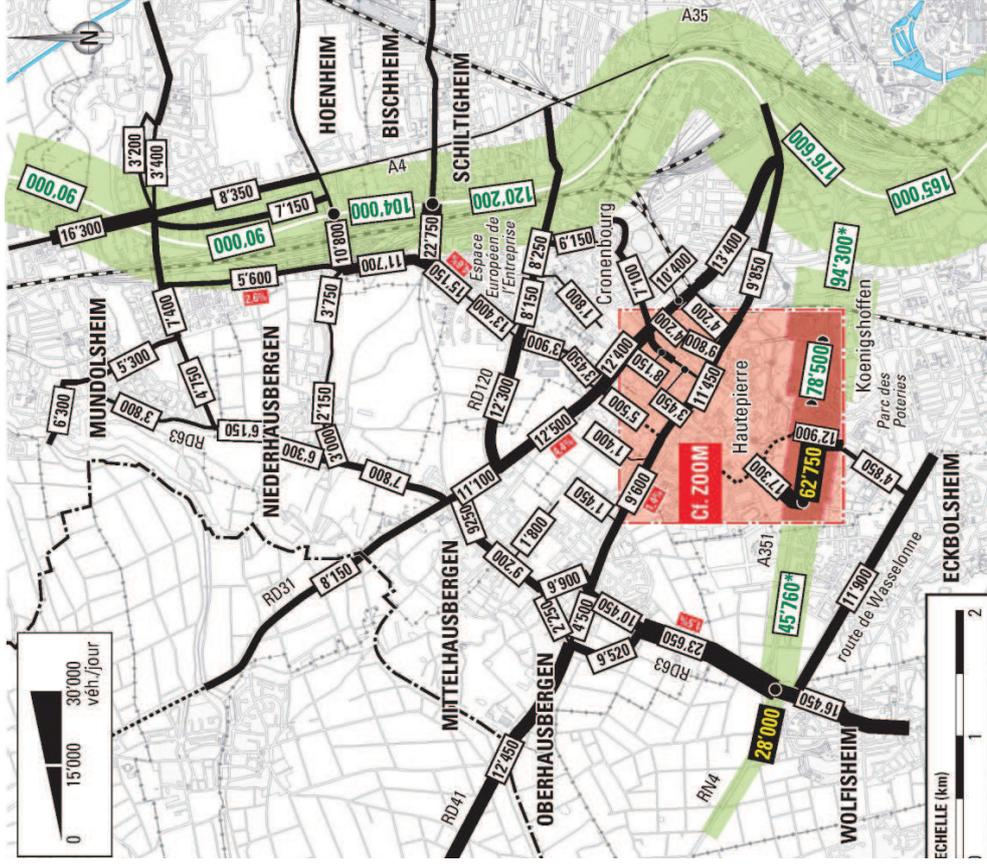 A35
N
HOENHEIM
BISCHHEIM
SCHILTIGHEIM
90'000
3'200
3'400
8'350
A4
16'300
7'150
104'000
120'200
90'000
10'800
22'750
176'600
165'000
94'300*
11'700
5'600
2.6%
15'150
Espace
Européen de
l'Entreprise
8'250
6'150
Cronenbourg
7'100
10'400
13'400
9'850
7'400
3'750
13'400
8'150
1'800
MUNDOLSHEIM
5'300
6'300
3'800
4'750
RD63
6'150
NIEDERHAUSBERGEN
2'150
3'000
6'300
RD120
12'300
3'900
3'450
12'400
4'200
4'200
9'800
8'150
3'450
11'450
Hautepierre
78'500
Koenigshoffen
Parc des
Poteries
7'800
12'500
4.4%
5'500
1'400
11'100
9250
1'450
9'600
3.4%
Cf. ZOOM
17'300
62'750
12'900
4'850
RD31
8'150
MITTELHAUSBERGEN
9'200
1'800
6'900
2'250
4'500
10'450
A351
45'760*
11'900
route de Wasselonne
ECKBOLSHEIM
1.5%
23'650
9'520
RD63
OBERHAUSBERGEN
12'450
RD41
28'000
16'450
RN4
WOLFISHEIM
0
15'000
30'000
véh./jour
ECHELLE (km)
0
1
2